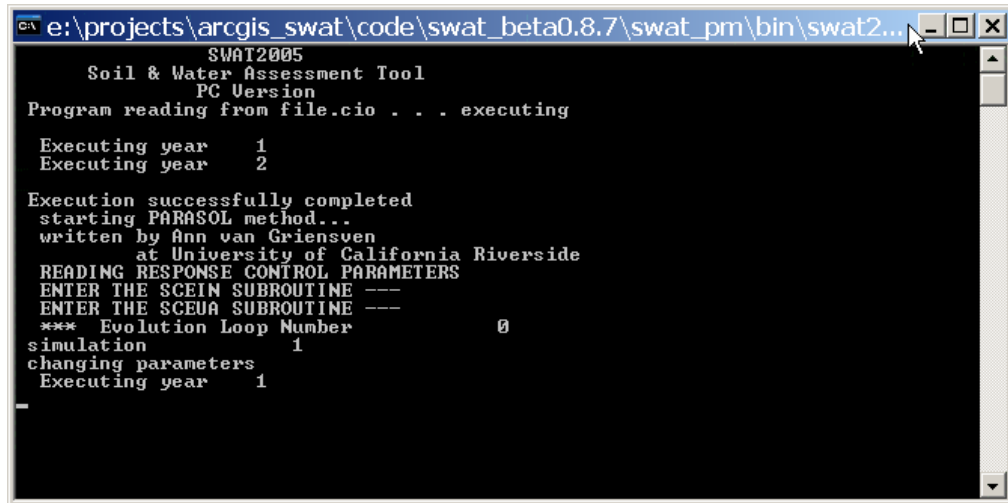 e:\projects\arcgis_swat\code\swat_beta0.8.7\swat_pm\bin\swat2...
SWAT2005
Soil & Water Assessment Tool
PC Version
Program reading from file.cio . . . executing
Executing year 1
Executing year 2
Execution successfully completed
starting PARASOL method...
written by Ann van Griensven
at University of California Riverside
READING RESPONSE CONTROL PARAMETERS
ENTER THE SCEIN SUBROUTINE ---
ENTER THE SCEUA SUBROUTINE ---
*** Evolution Loop Number 0
simulation 1
changing parameters
Executing year 1